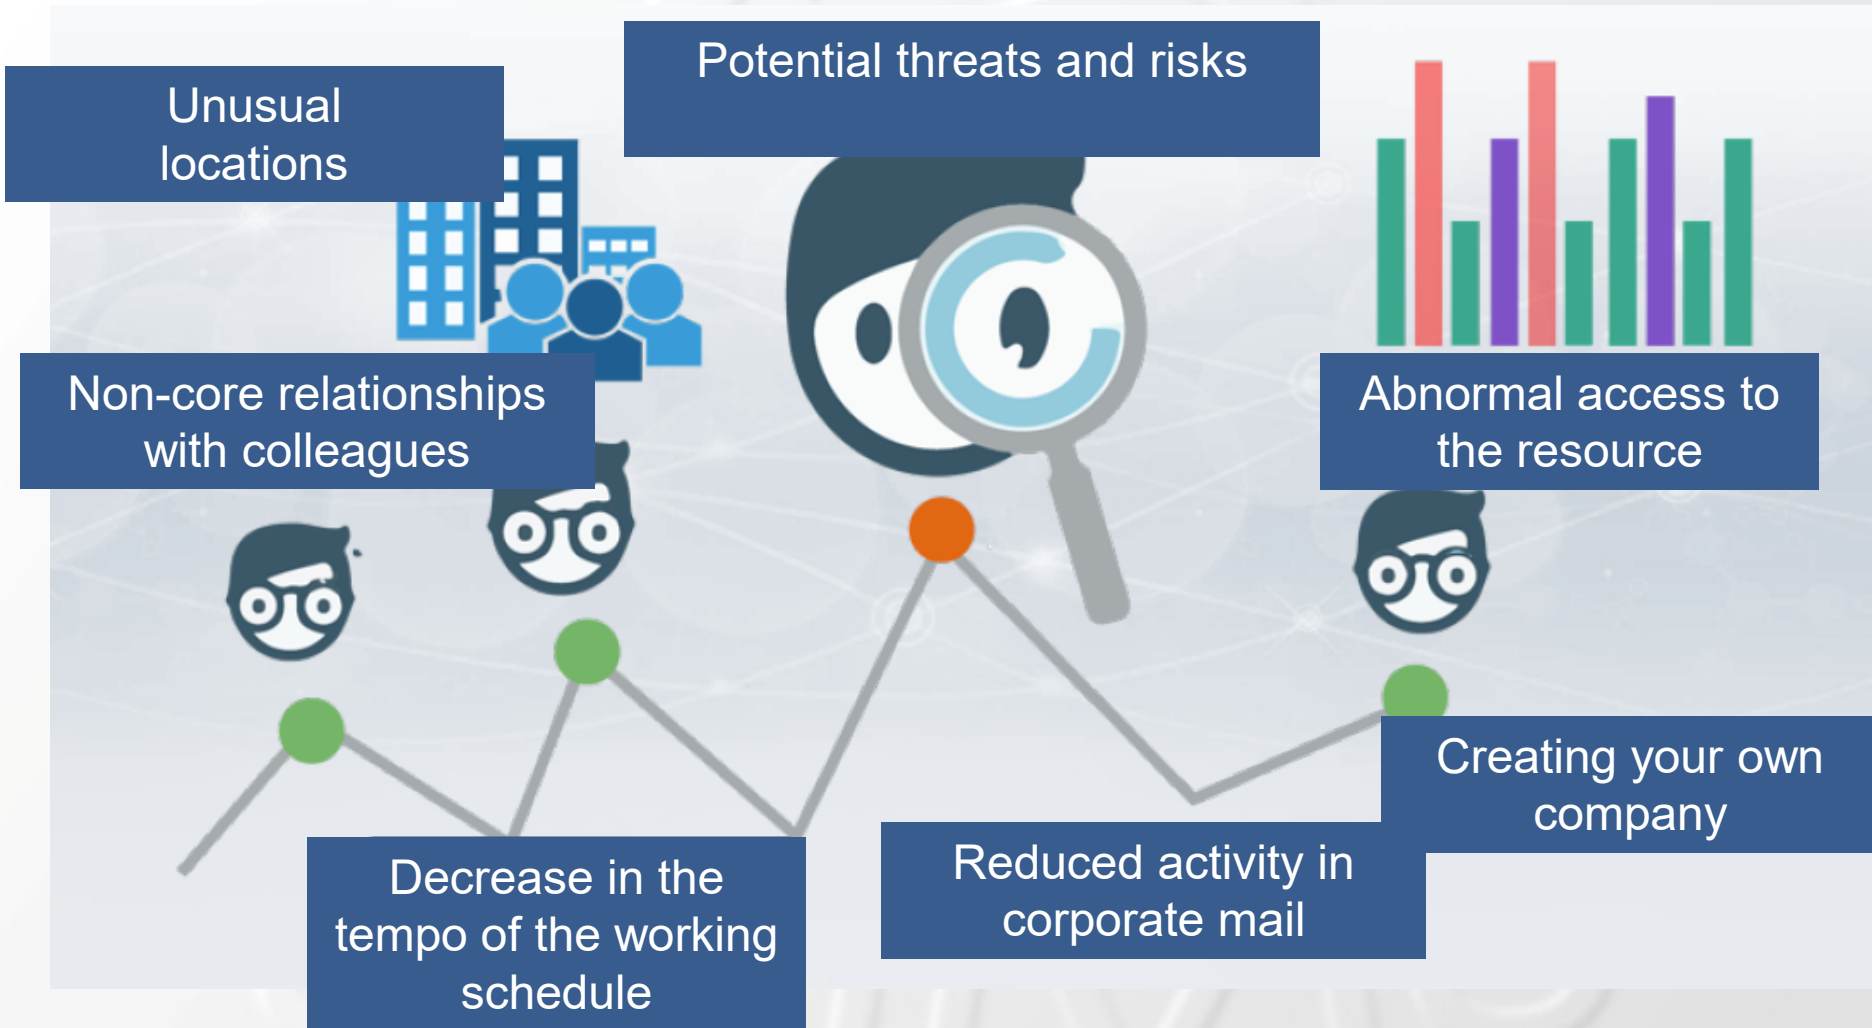 Potential threats and risks
Unusual
locations
Non-core relationships
with colleagues
Abnormal access to
the resource
Creating your own
company
Decrease in the
tempo of the working
schedule
Reduced activity in
corporate mail